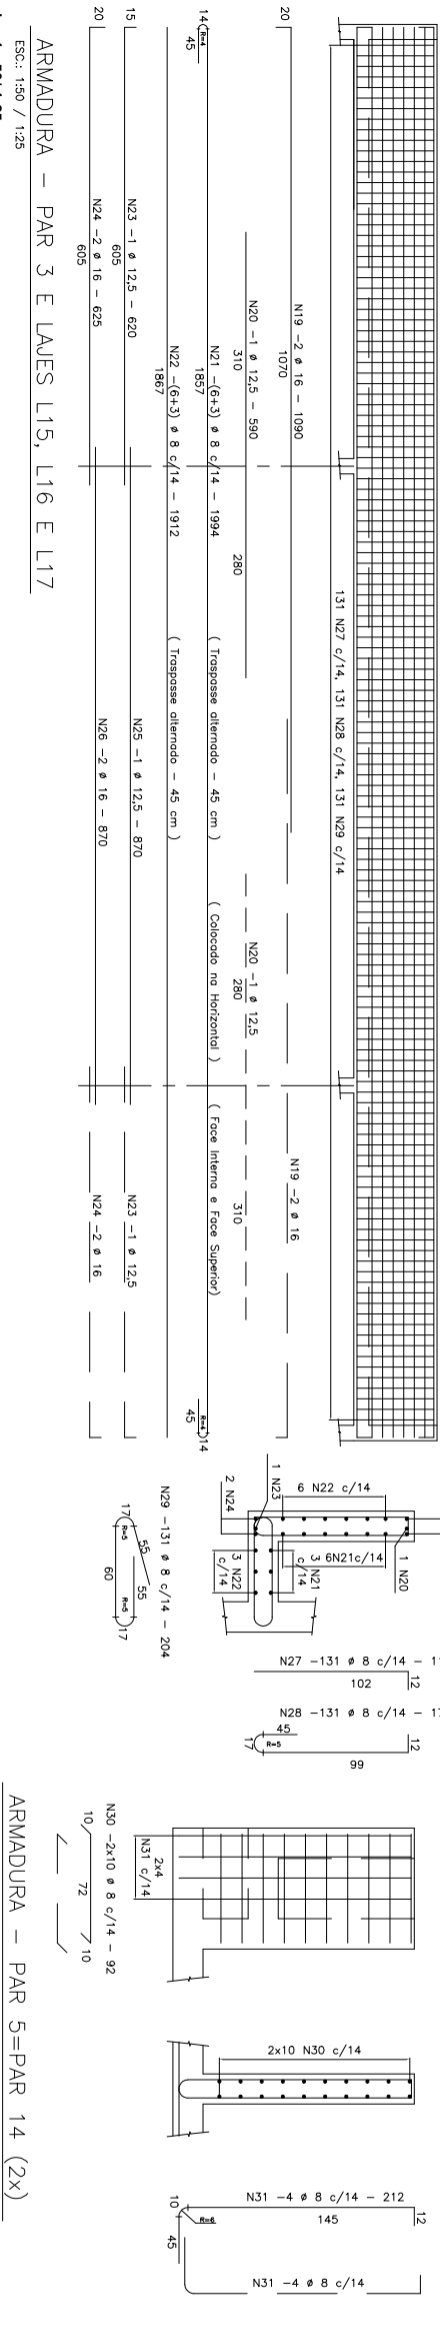 131 N27 c/14, 131 N28 c/14, 131 N29 c/14
20
N19 -2 ø 16 - 1090
1070
N19 -2 ø 16
N20 -1 ø 12,5 - 590
310
280
N20 -1 ø 12,5
280
310
14
R=4
45
N21 -(6+3) ø 8 c/14 - 1994
1857
( Traspasse alternado - 45 cm )
( Colocado na Horizontal )
( Face Interna e Face Superior)
R=4
45
14
N22 -(6+3) ø 8 c/14 - 1912
1867
( Traspasse alternado - 45 cm )
15
N23 -1 ø 12,5 - 620
605
N25 -1 ø 12,5 - 870
N23 -1 ø 12,5
20
N24 -2 ø 16 - 625
605
N26 -2 ø 16 - 870
N24 -2 ø 16
ARMADURA - PAR 3 E LAJES L15, L16 E L17
ESC.: 1:50 / 1:25
1 N20
6 N22 c/14
6N21c/14
3 N21
c/14
3 N22
c/14
1 N23
2 N24
N27 -131 ø 8 c/14 -
102
12
N28 -131 ø 8 c/14 -
12
99
45
R=5
17
N29 -131 ø 8 c/14 - 204
17
R=5
55
55
R=5
17
60
2x4
N31 c/14
N30 -2x10 ø 8 c/14 - 92
10
72
10
2x10 N30 c/14
N31 -4 ø 8 c/14 - 212
12
145
10
R=6
45
N31 -4 ø 8 c/14
ARMADURA - PAR 5=PAR 14 (2x)